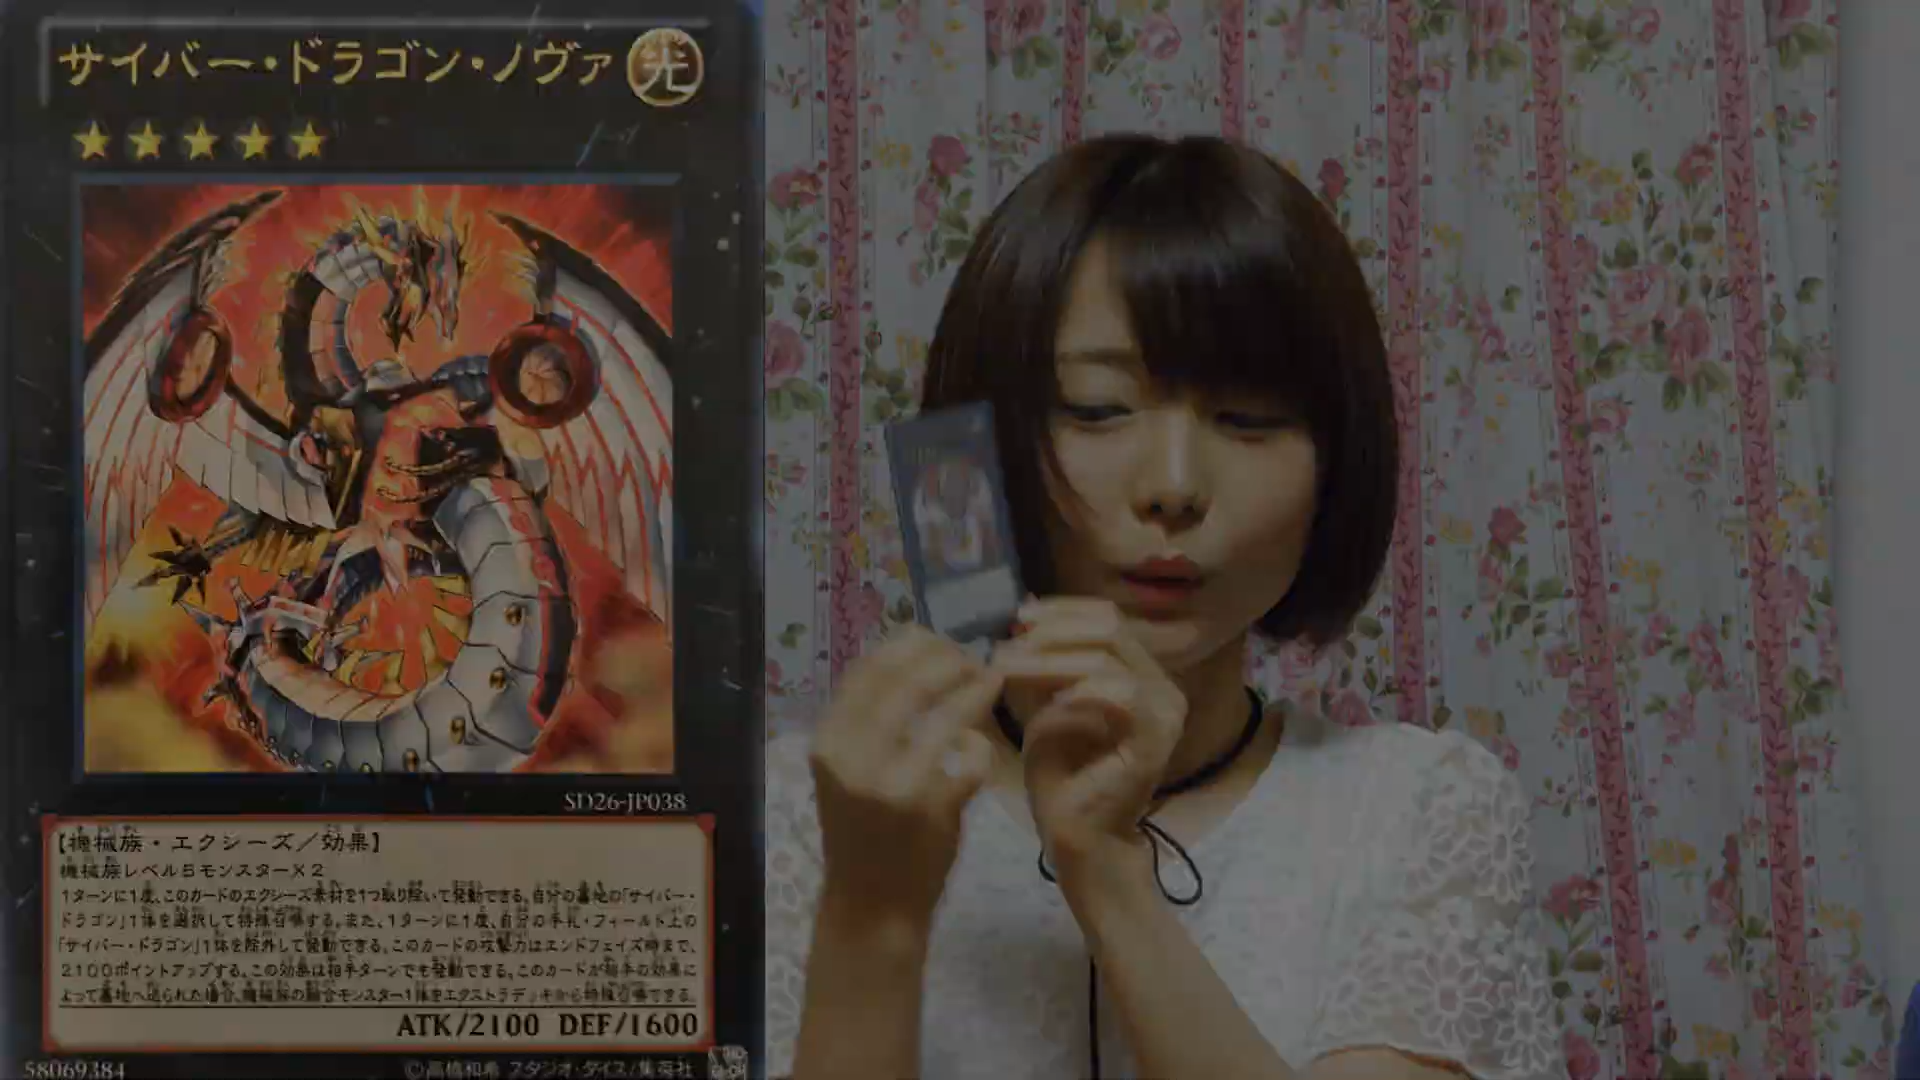 サイバー・ドラゴン・ノヴァ 光
SD26-JP038
【機械族・エクシーズ/効果】
機械族レベル5モンスター×2
1ターンに1度、このカードのエクシーズ素材を1つ取り除いて発動できる。自分の墓地の「サイバー・
ドラゴン」1体を選択して特殊召喚する。また、1ターンに1度、自分の手札・フィールド上の
「サイバー・ドラゴン」1体を除外して発動できる。このカードの攻撃力はエンドフェイズ時まで、
2100ポイントアップする。この効果は相手ターンでも発動できる。このカードが相手の効果に
よって墓地へ送られた場合、機械族の融合モンスター1体をエクストラデッキから特殊召喚できる。
ATK/2100 DEF/1600
58069384
©高橋和希 スタジオ・ダイス/集英社